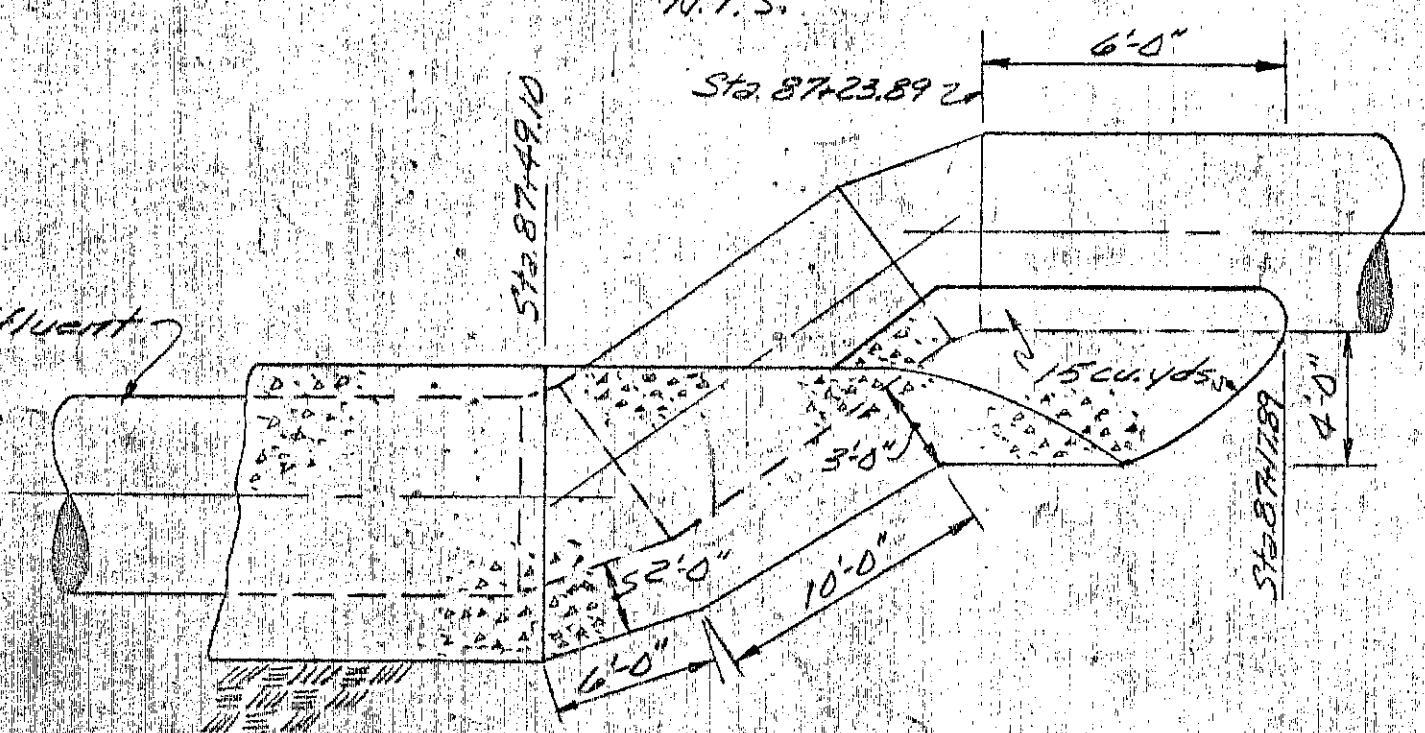 N.T.S.
6'-0"
Sta. 87+23.89
Sta. 87+49.10
fluent
15 cu. yds.
4'-0"
3'-0"
Sta. 87+17.89
2'-0"
10'-0"
6'-0"